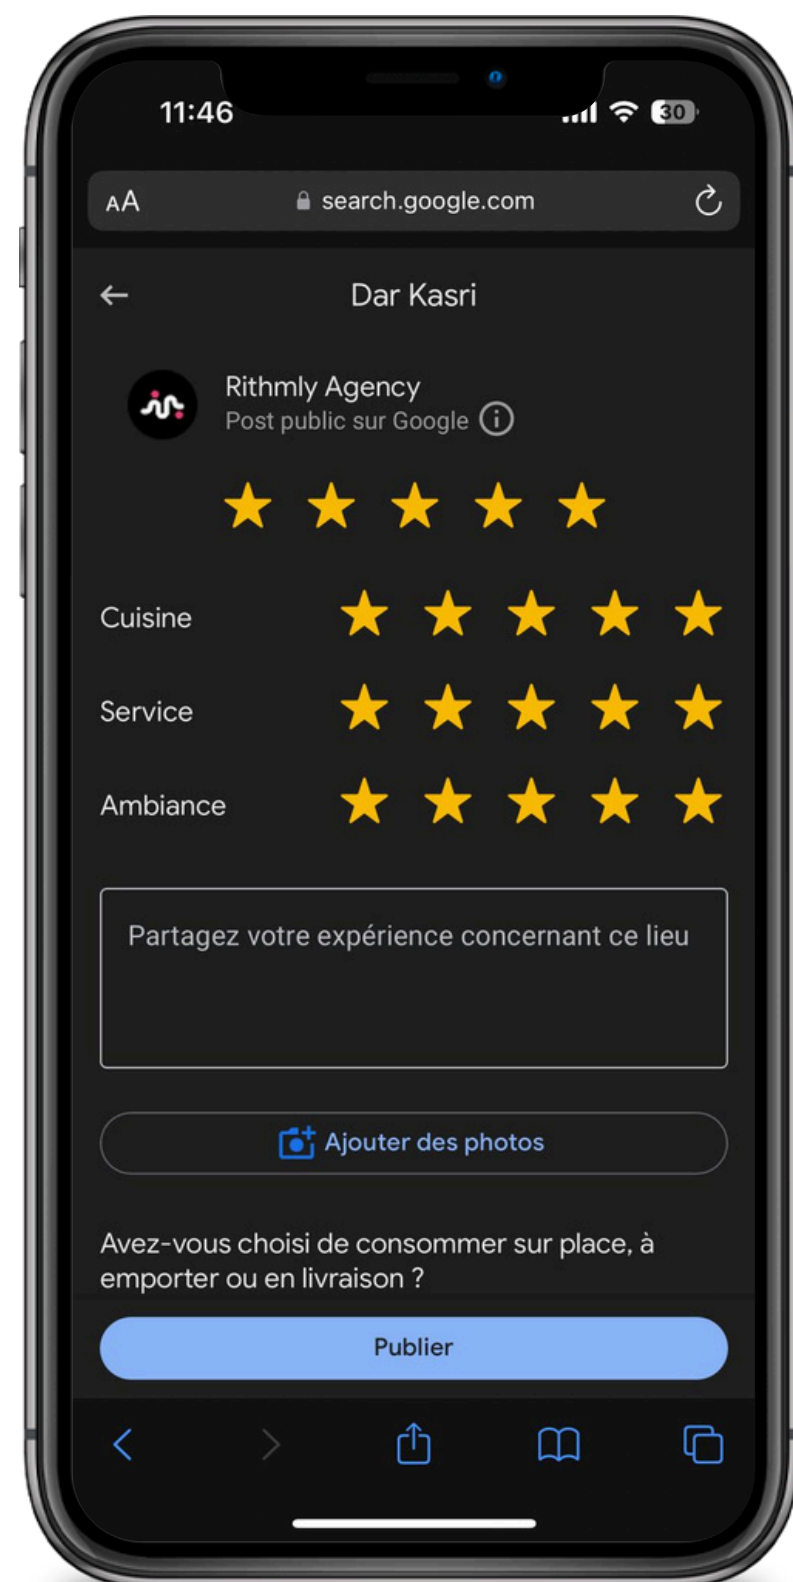 11:46
30
AA
search.google.com
Dar Kasri
Rithmly Agency
Post public sur Google
Cuisine
Service
Ambiance
Partagez votre expérience concernant ce lieu
Ajouter des photos
Avez-vous choisi de consommer sur place, à
emporter ou en livraison ?
Publier